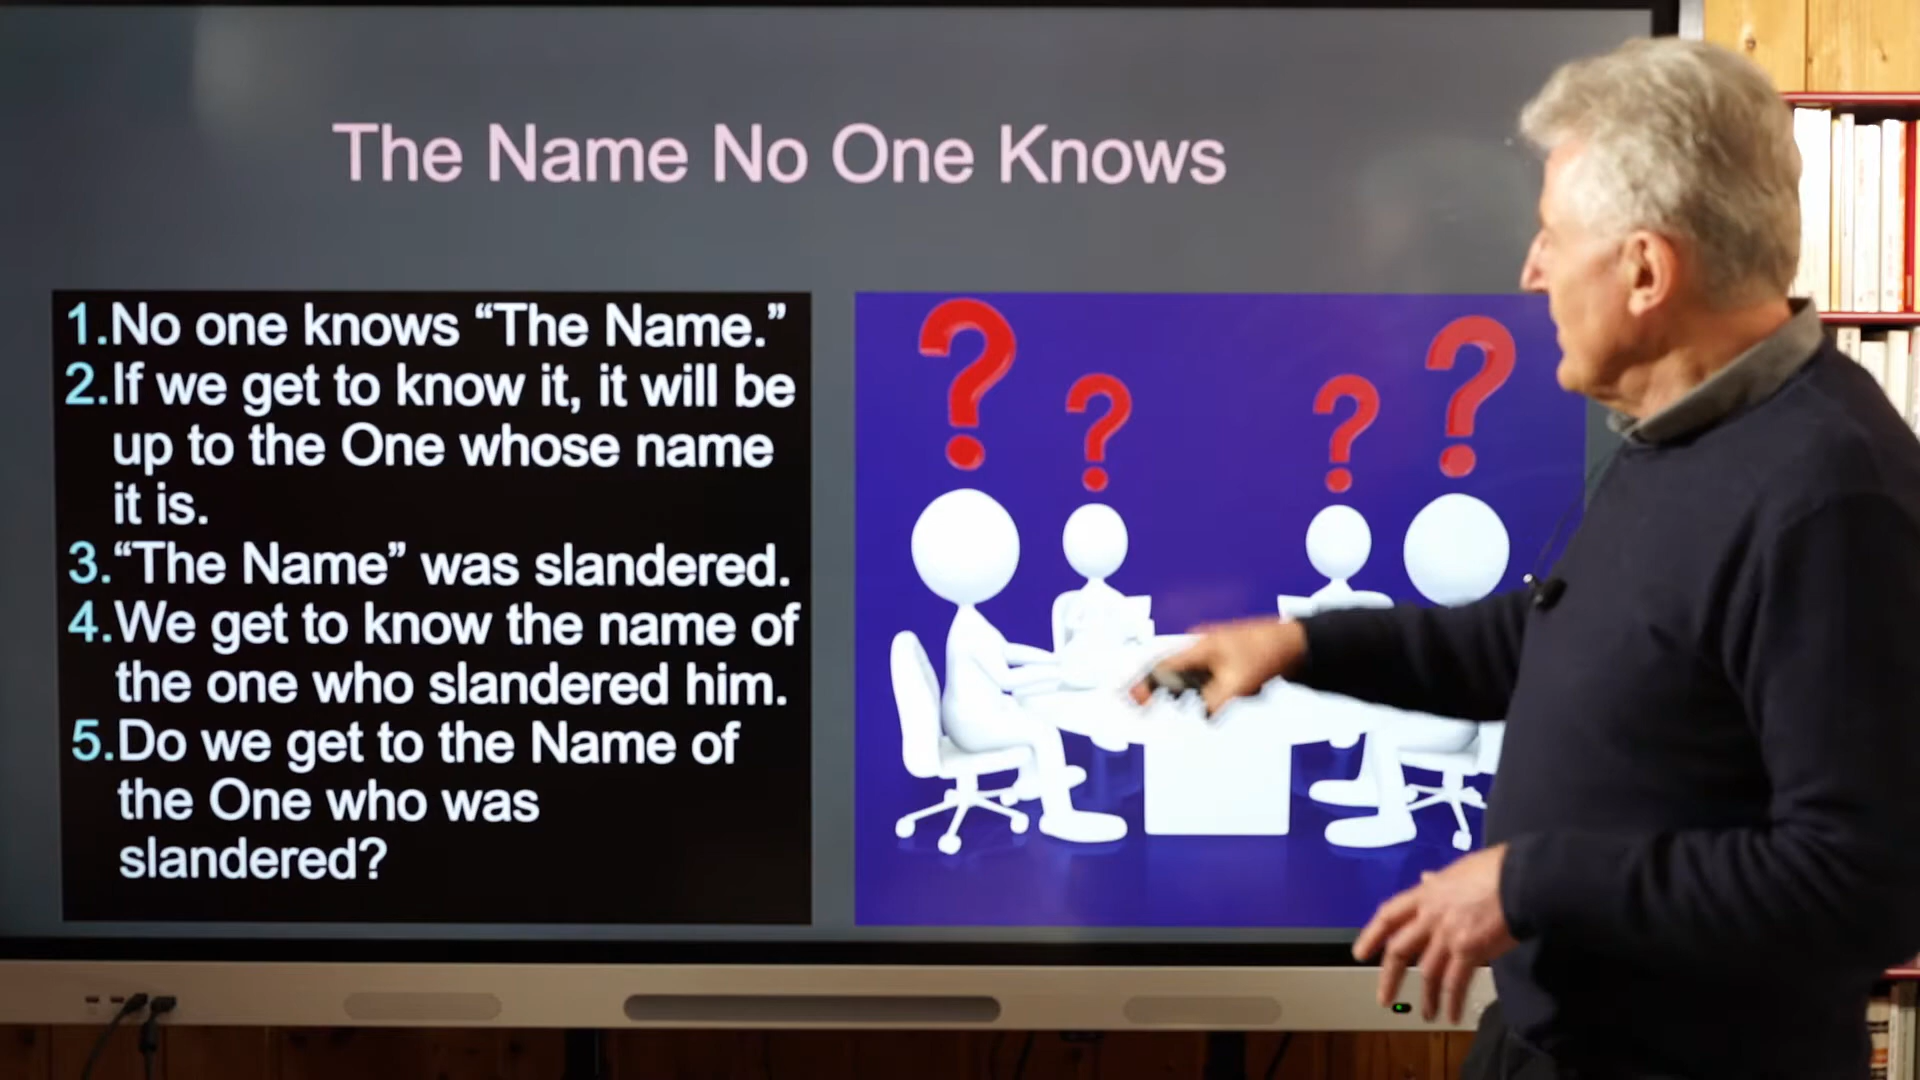 The Name No One Knows
1.No one knows “The Name.”
2.If we get to know it, it will be
up to the One whose name
it is.
3.“The Name” was slandered.
4.We get to know the name of
the one who slandered him.
5.Do we get to the Name of
the One who was
slandered?